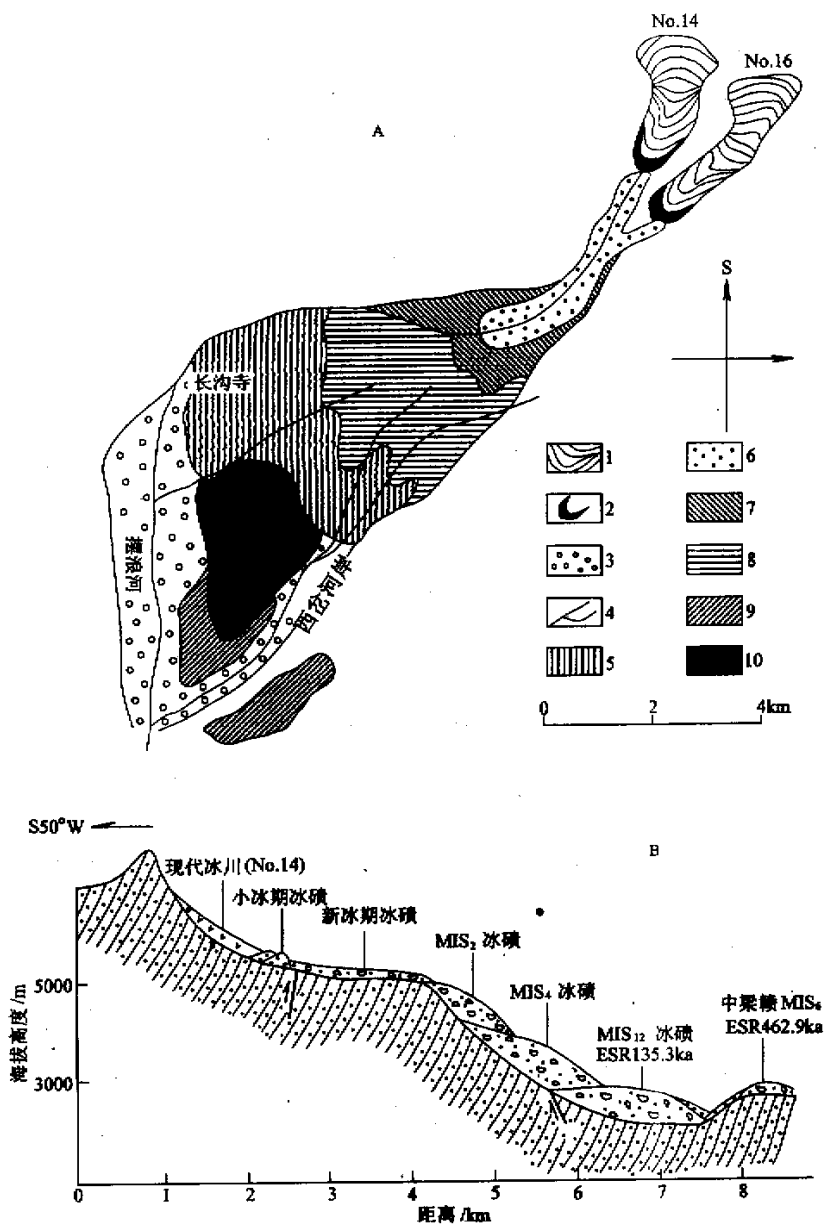 No.14
No.16
A
S
长沟寺
摆浪河
西岔河岸
1
2
3
4
5
6
7
8
9
10
0 2 4km
S50°W
B
现代冰川(No.14)
小冰期冰碛
新冰期冰碛
MIS₂ 冰碛
MIS₄ 冰碛
MIS₁₂ 冰碛
ESR135.3ka
中梁赣 MIS₆
ESR462.9ka
海拔高度/m
5000
3000
0 1 2 3 4 5 6 7 8
距离/km